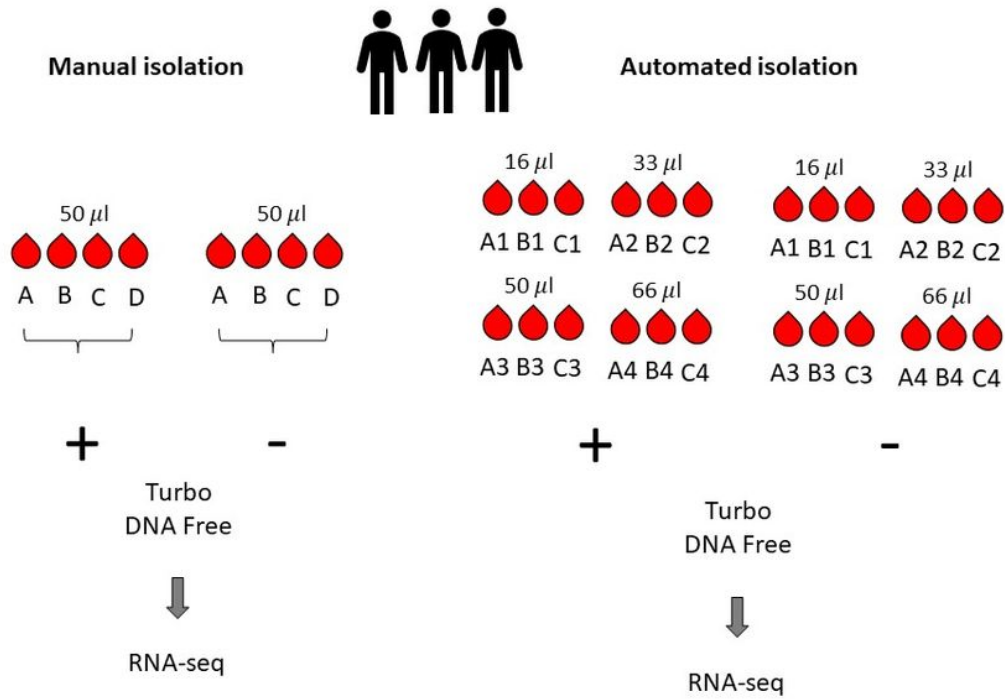 Manual isolation
Automated isolation
50 μl
50 μl
A B C D
A B C D
+
-
Turbo
DNA Free
RNA-seq
16 μl
33 μl
16 μl
33 μl
A1 B1 C1
A2 B2 C2
A1 B1 C1
A2 B2 C2
50 μl
66 μl
50 μl
66 μl
A3 B3 C3
A4 B4 C4
A3 B3 C3
A4 B4 C4
+
-
Turbo
DNA Free
RNA-seq